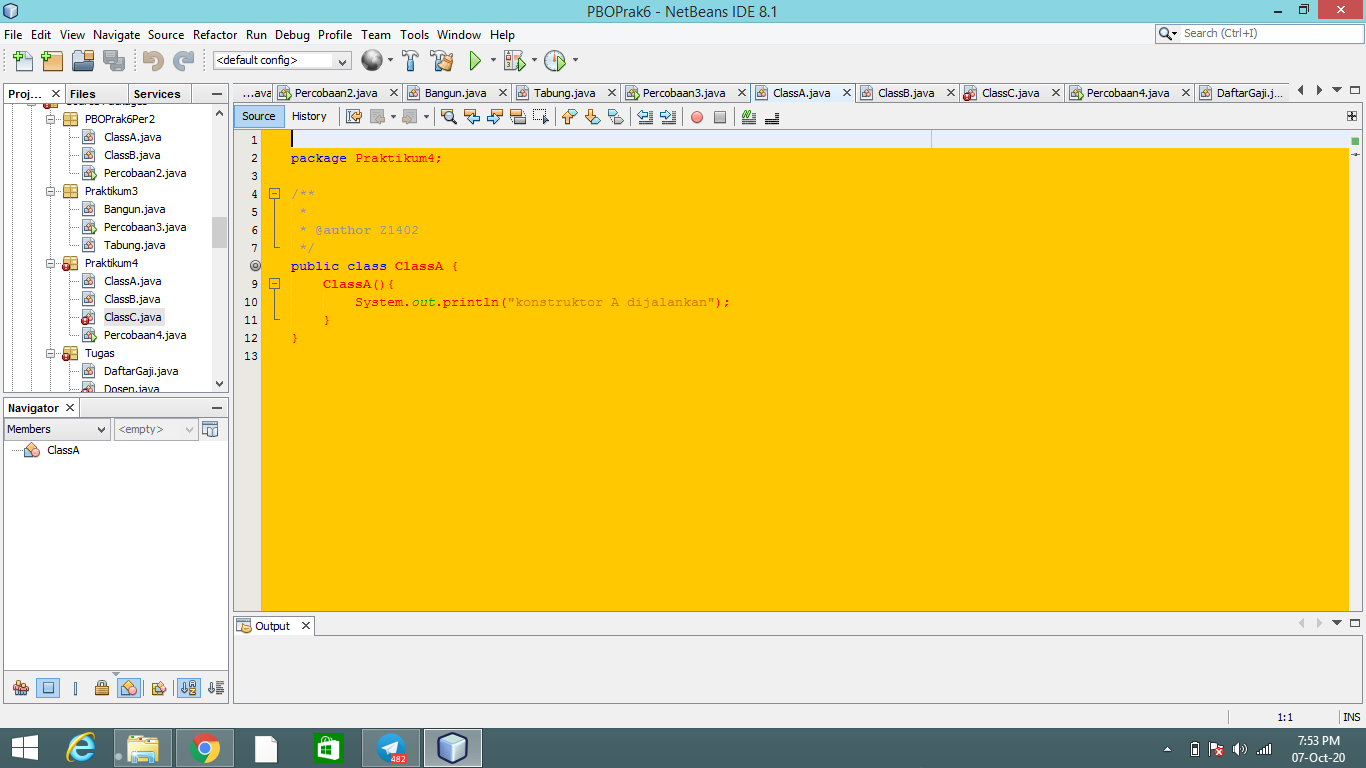 PBOPrak6 - NetBeans IDE 8.1
File Edit View Navigate Source Refactor Run Debug Profile Team Tools Window Help
Search (Ctrl+I)
<default config>
Proj... Files Services
PBOPrak6Per2
ClassA.java
ClassB.java
Percobaan2.java
Praktikum3
Bangun.java
Percobaan3.java
Tabung.java
Praktikum4
ClassA.java
ClassB.java
ClassC.java
Percobaan4.java
Tugas
DaftarGaji.java
Dosen.java
Navigator
Members <empty>
ClassA
...ava Percobaan2.java Bangun.java Tabung.java Percobaan3.java ClassA.java ClassB.java ClassC.java Percobaan4.java DaftarGaji.j...
Source History
1
2 package Praktikum4;
3
4 /**
5 *
6 * @author Z1402
7 */
public class ClassA {
9 ClassA(){
10 System.out.println("konstruktor A dijalankan");
11 }
12 }
13
Output
1:1 INS
482
7:53 PM
07-Oct-20